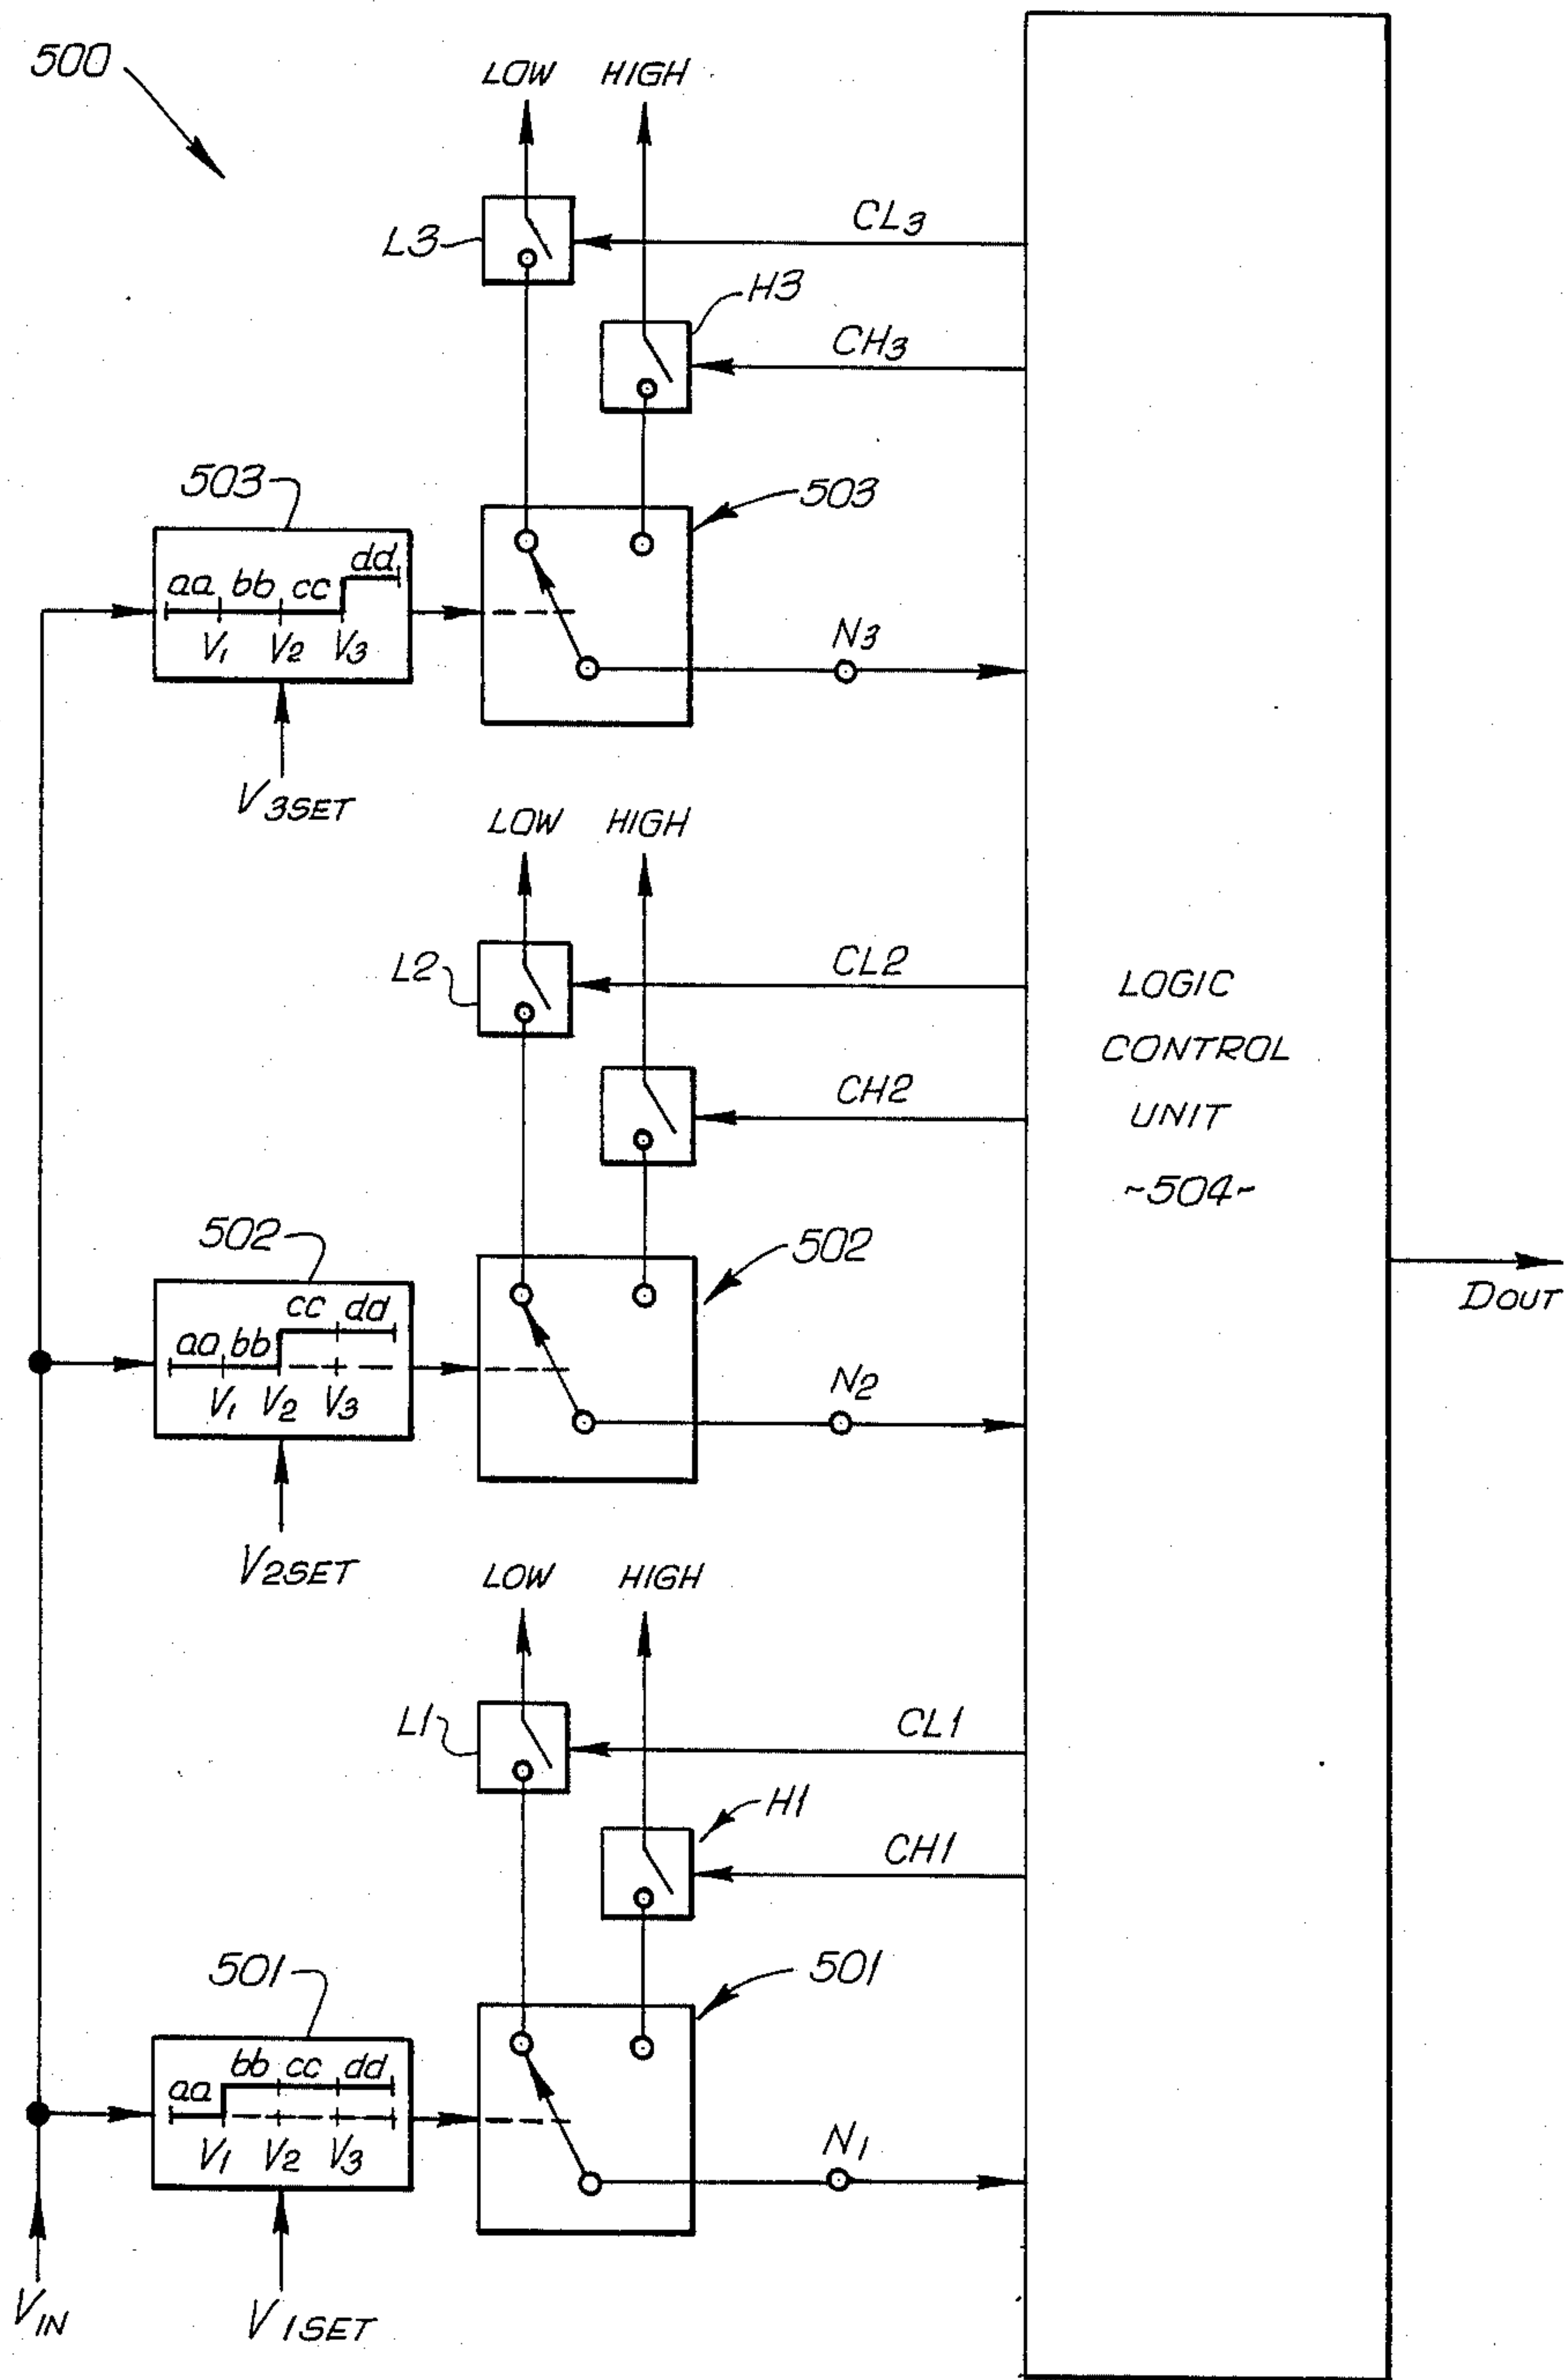 500
LOW HIGH
L3
CL3
H3
CH3
503
503
aa bb cc dd
V1 V2 V3
N3
V3SET
LOW HIGH
L2
CL2
CH2
LOGIC
CONTROL
UNIT
~504~
502
502
aa bb cc dd
V1 V2 V3
N2
DOUT
V2SET
LOW HIGH
L1
CL1
H1
CH1
501
501
aa bb cc dd
V1 V2 V3
N1
VIN
V1SET